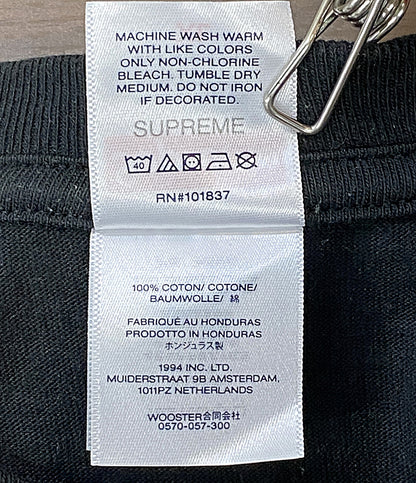 MACHINE WASH WARM
WITH LIKE COLORS
ONLY NON-CHLORINE
BLEACH. TUMBLE DRY
MEDIUM. DO NOT IRON
IF DECORATED.
SUPREME
40
RN#101837
100% COTON/ COTONE/
BAUMWOLLE/ 綿
FABRIQUÉ AU HONDURAS
PRODOTTO IN HONDURAS
ホンジュラス製
1994 INC. LTD.
MUIDERSTRAAT 9B AMSTERDAM,
1011PZ NETHERLANDS
WOOSTER合同会社
0570-057-300